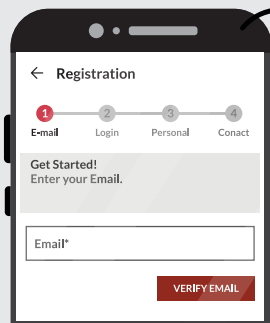 ← Registration
1 2 3 4
E-mail Login Personal Conact
Get Started!
Enter your Email.
Email*
VERIFY EMAIL